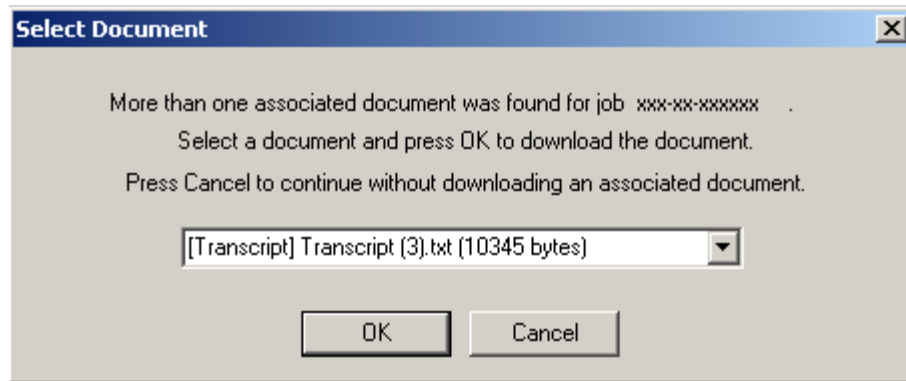 Select Document
More than one associated document was found for job xxx-xx-xxxxxx .
Select a document and press OK to download the document.
Press Cancel to continue without downloading an associated document.
[Transcript] Transcript (3).txt (10345 bytes)
OK Cancel